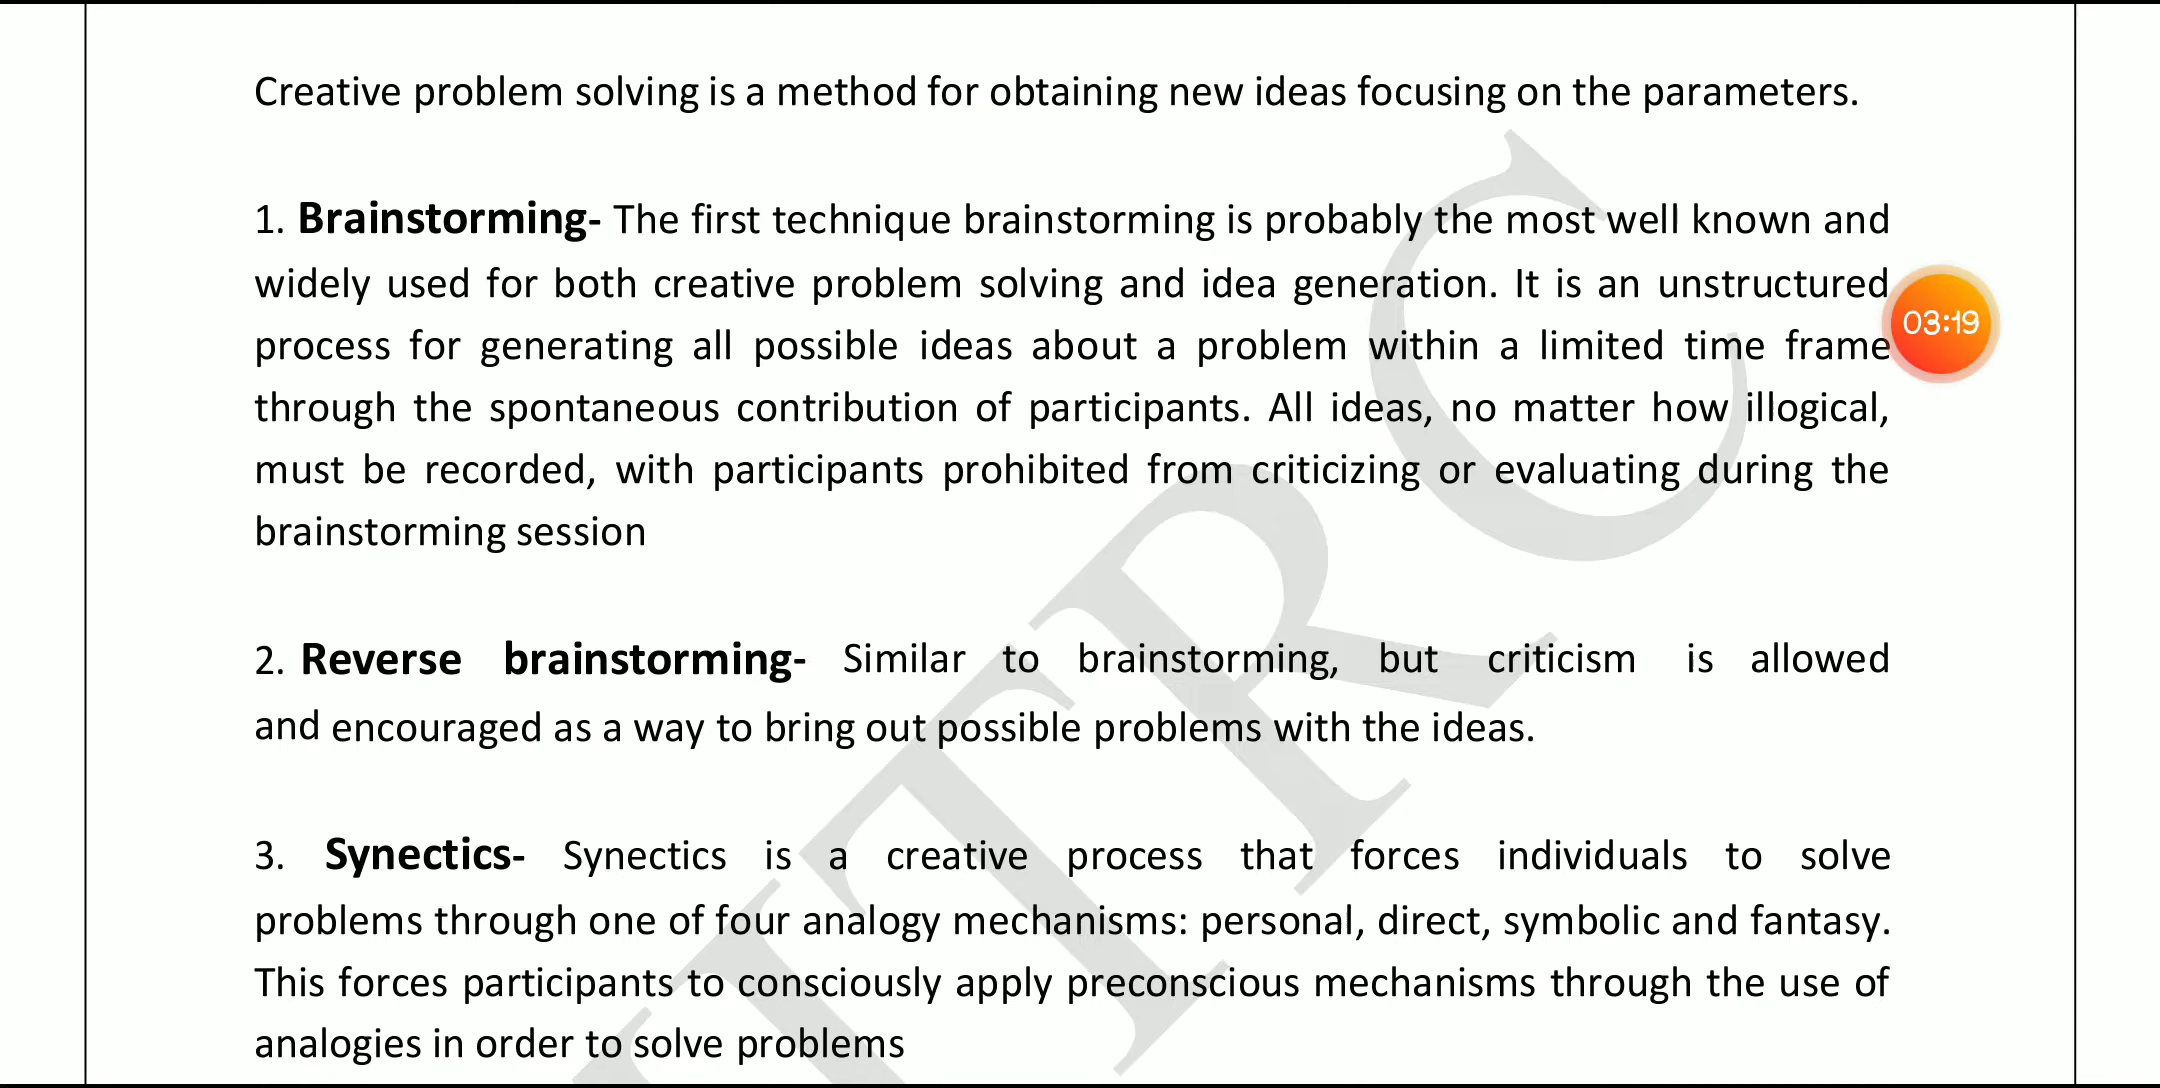 Creative problem solving is a method for obtaining new ideas focusing on the parameters.
1. Brainstorming- The first technique brainstorming is probably the most well known and
widely used for both creative problem solving and idea generation. It is an unstructured
process for generating all possible ideas about a problem within a limited time frame
through the spontaneous contribution of participants. All ideas, no matter how illogical,
must be recorded, with participants prohibited from criticizing or evaluating during the
brainstorming session
2. Reverse brainstorming- Similar to brainstorming, but criticism is allowed
and encouraged as a way to bring out possible problems with the ideas.
3. Synectics- Synectics is a creative process that forces individuals to solve
problems through one of four analogy mechanisms: personal, direct, symbolic and fantasy.
This forces participants to consciously apply preconscious mechanisms through the use of
analogies in order to solve problems
03:19